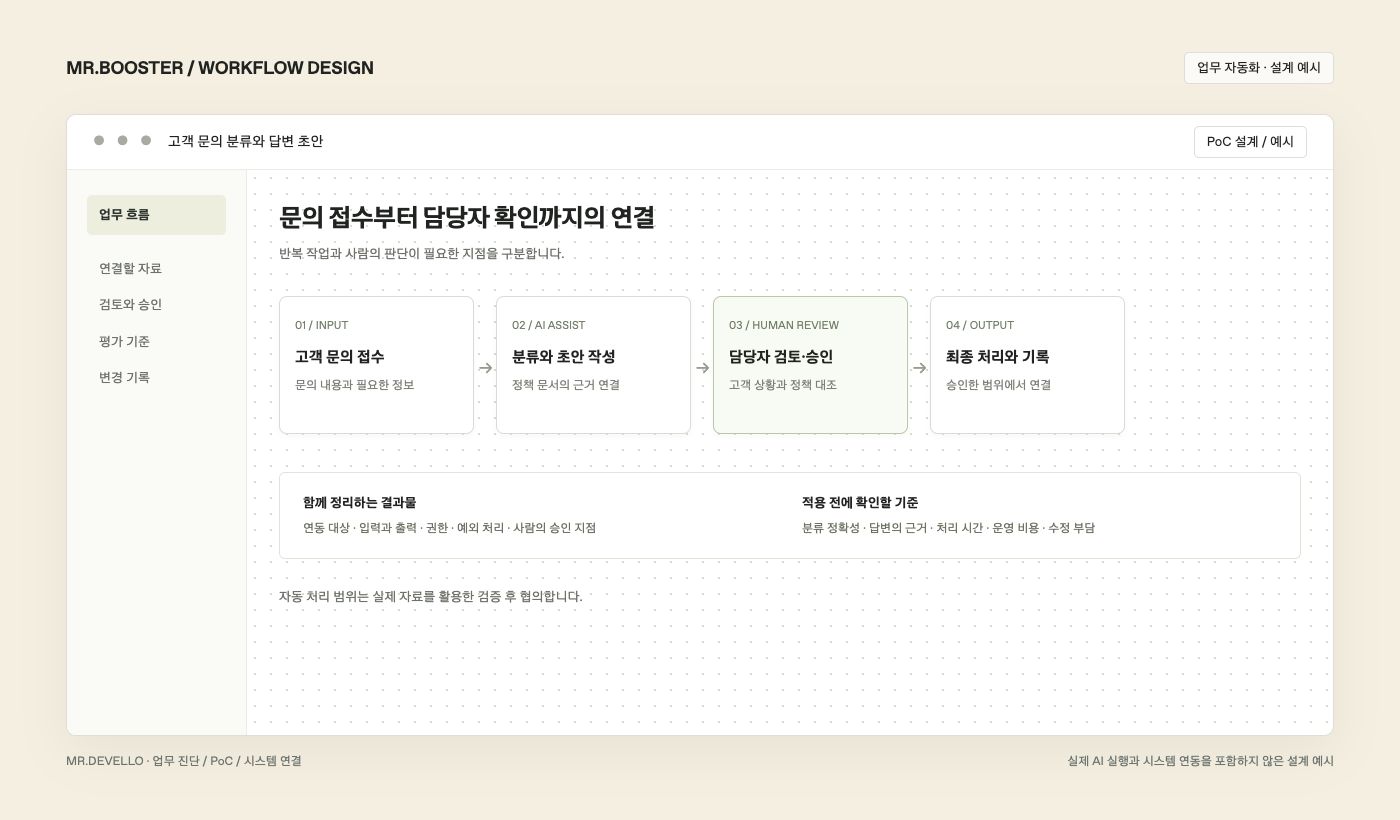 MR.BOOSTER / WORKFLOW DESIGN
업무 자동화 · 설계 예시
고객 문의 분류와 답변 초안
PoC 설계 / 예시
업무 흐름
연결할 자료
검토와 승인
평가 기준
변경 기록
문의 접수부터 담당자 확인까지의 연결
반복 작업과 사람의 판단이 필요한 지점을 구분합니다.
01 / INPUT
고객 문의 접수
문의 내용과 필요한 정보
→
02 / AI ASSIST
분류와 초안 작성
정책 문서의 근거 연결
→
03 / HUMAN REVIEW
담당자 검토·승인
고객 상황과 정책 대조
→
04 / OUTPUT
최종 처리와 기록
승인한 범위에서 연결
함께 정리하는 결과물
연동 대상 · 입력과 출력 · 권한 · 예외 처리 · 사람의 승인 지점
적용 전에 확인할 기준
분류 정확성 · 답변의 근거 · 처리 시간 · 운영 비용 · 수정 부담
자동 처리 범위는 실제 자료를 활용한 검증 후 협의합니다.
MR.DEVELLO · 업무 진단 / PoC / 시스템 연결
실제 AI 실행과 시스템 연동을 포함하지 않은 설계 예시